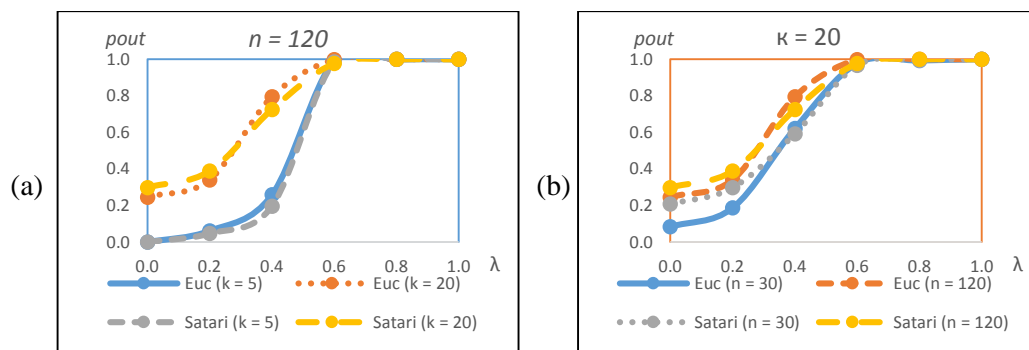 (a)
pout
n = 120
1.0
0.8
0.6
0.4
0.2
0.0
0.0 0.2 0.4 0.6 0.8 1.0 λ
Euc (k = 5) Euc (k = 20)
Satari (k = 5) Satari (k = 20)
(b)
pout
κ = 20
1.0
0.8
0.6
0.4
0.2
0.0
0.0 0.2 0.4 0.6 0.8 1.0 λ
Euc (n = 30) Euc (n = 120)
Satari (n = 30) Satari (n = 120)